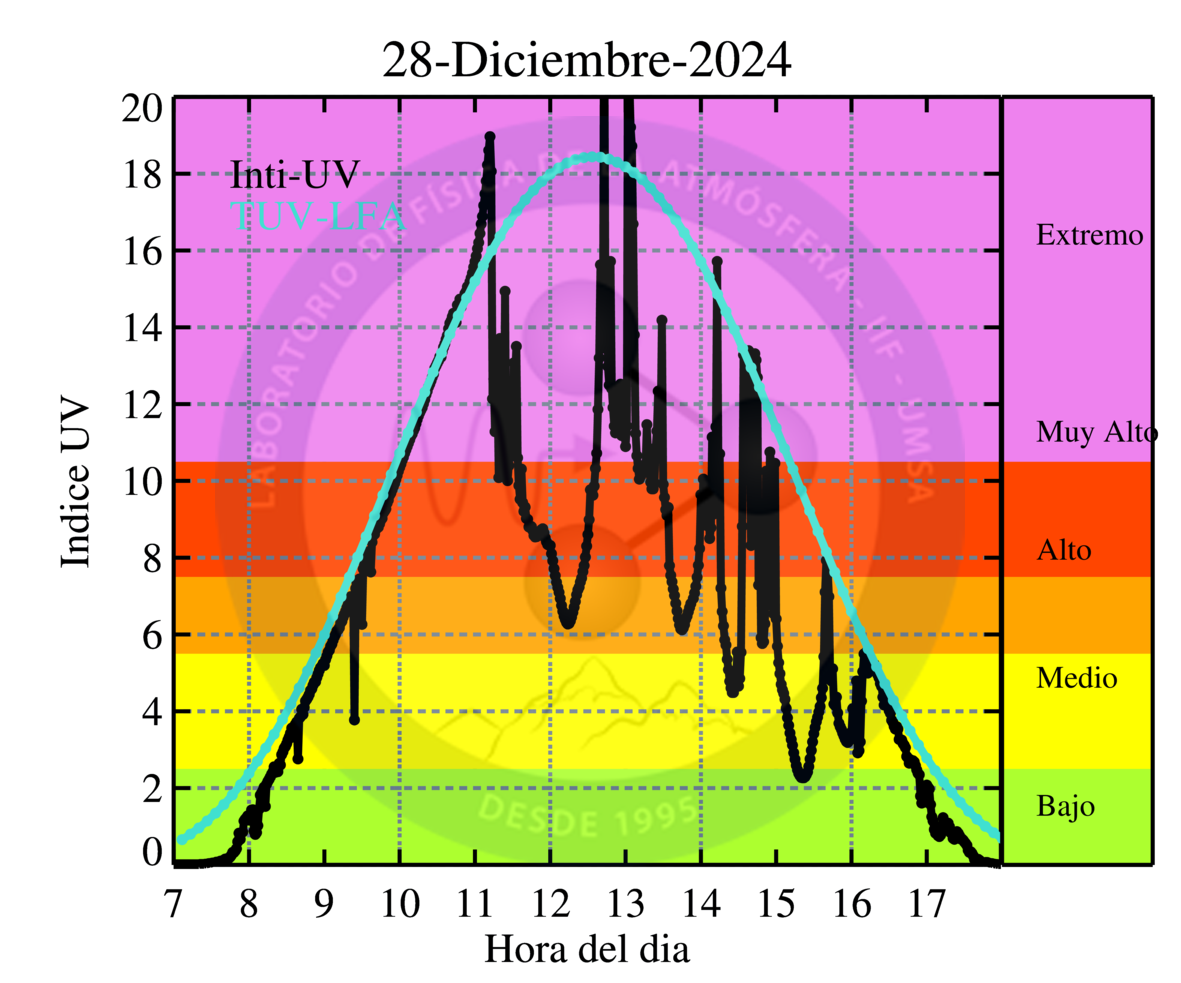 28-Diciembre-2024
Inti-UV
TUV-LFA
LABORATORIO DE FÍSICA DE LA ATMÓSFERA - IIF - UMSA
DESDE 1995
Indice UV
20
18
16
14
12
10
8
6
4
2
0
7 8 9 10 11 12 13 14 15 16 17
Hora del dia
Extremo
Muy Alto
Alto
Medio
Bajo